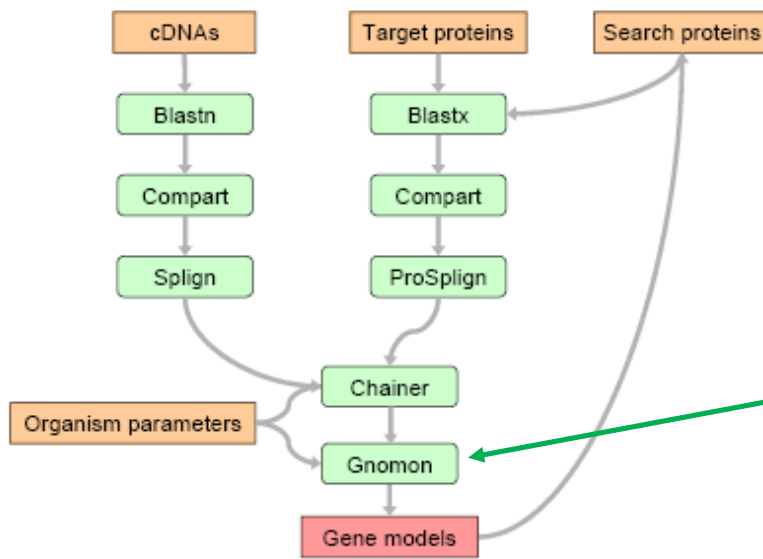 cDNAs
Target proteins
Search proteins
Blastn
Blastx
Compart
Compart
Splign
ProSplign
Chainer
Organism parameters
Gnomon
Gene models